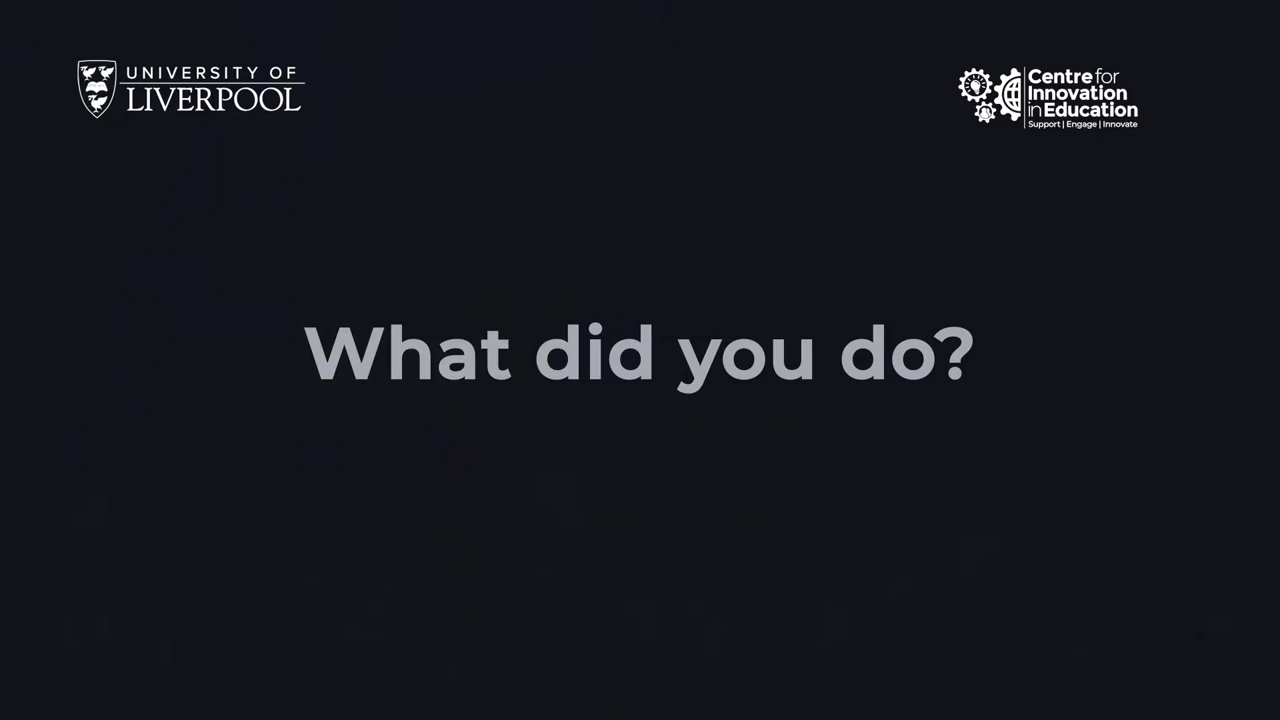 UNIVERSITY OF
LIVERPOOL
Centre for
Innovation
in Education
Support | Engage | Innovate
What did you do?